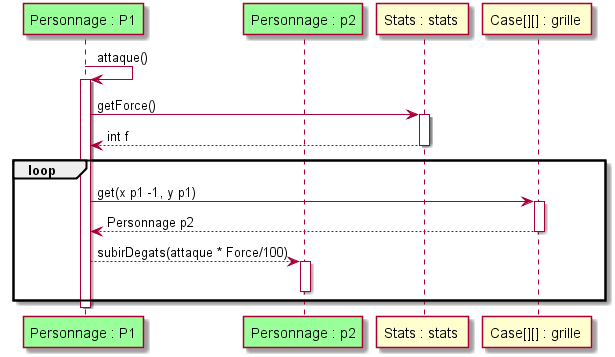 Personnage : P1
Personnage : p2
Stats : stats
Case[][] : grille
attaque()
getForce()
int f
loop
get(x p1 -1, y p1)
Personnage p2
subirDegats(attaque * Force/100)
Personnage : P1
Personnage : p2
Stats : stats
Case[][] : grille